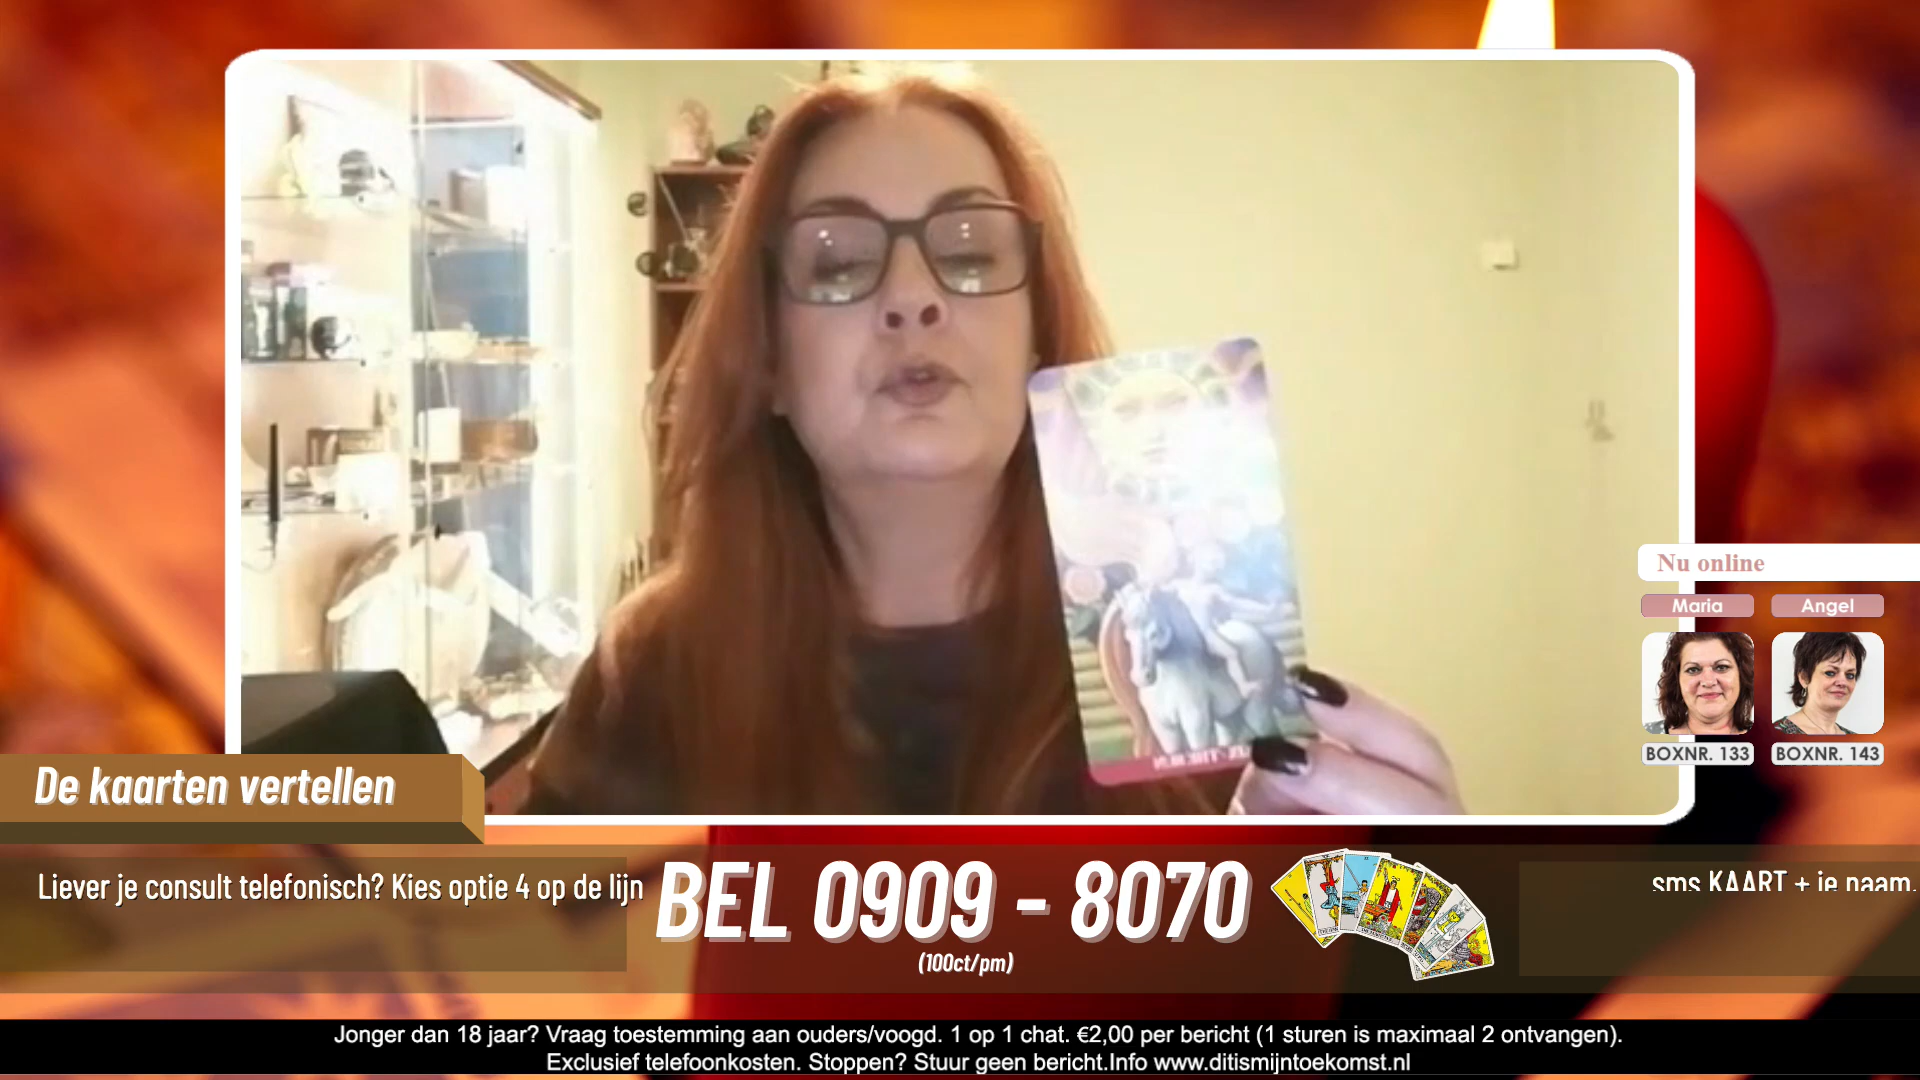 Nu online
Maria
Angel
BOXNR. 133
BOXNR. 143
De kaarten vertellen
Liever je consult telefonisch? Kies optie 4 op de lijn
BEL 0909 - 8070
(100ct/pm)
sms KAART + je naam.
Jonger dan 18 jaar? Vraag toestemming aan ouders/voogd. 1 op 1 chat. €2,00 per bericht (1 sturen is maximaal 2 ontvangen).
Exclusief telefoonkosten. Stoppen? Stuur geen bericht.Info www.ditismijntoekomst.nl